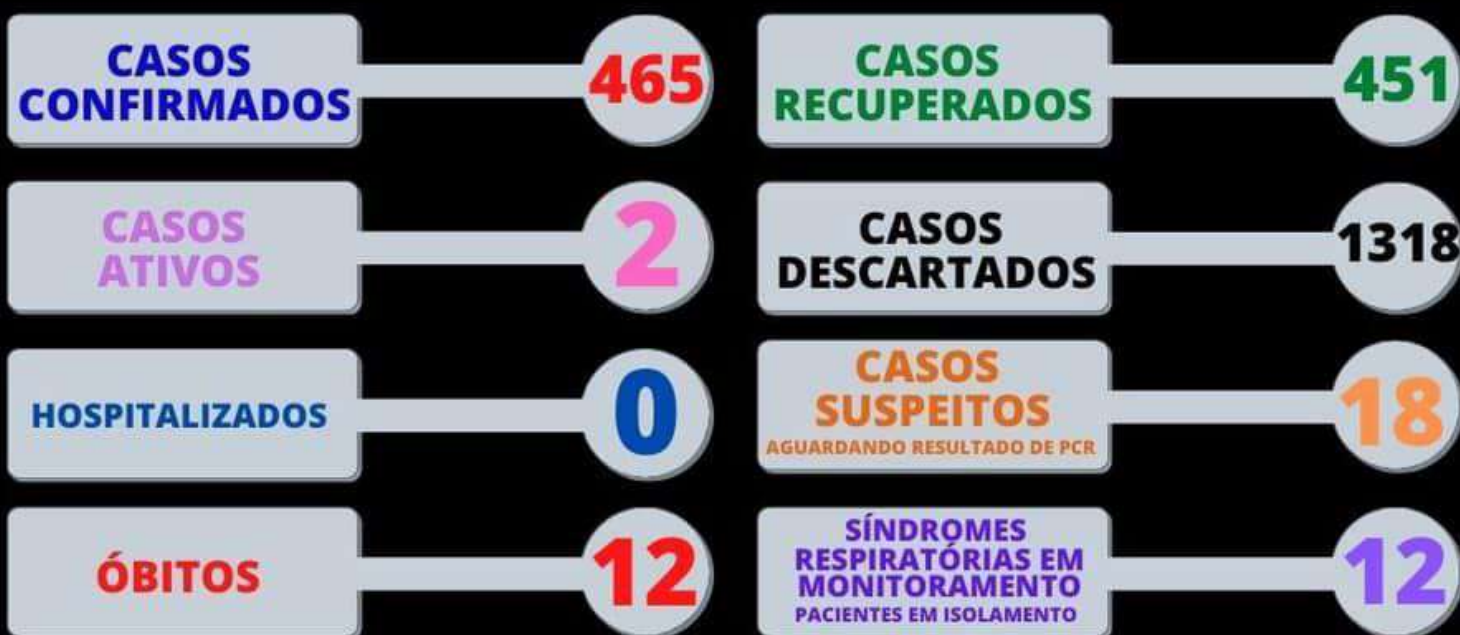 CASOS
CONFIRMADOS
465
CASOS
RECUPERADOS
451
CASOS
ATIVOS
2
CASOS
DESCARTADOS
1318
HOSPITALIZADOS
0
CASOS
SUSPEITOS
AGUARDANDO RESULTADO DE PCR
18
ÓBITOS
12
SÍNDROMES
RESPIRATÓRIAS EM
MONITORAMENTO
PACIENTES EM ISOLAMENTO
12